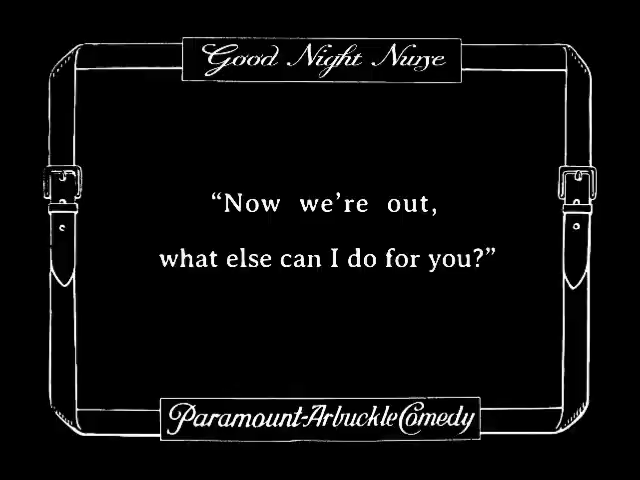 Good Night Nurse
“Now we’re out,
what else can I do for you?”
Paramount-Arbuckle Comedy